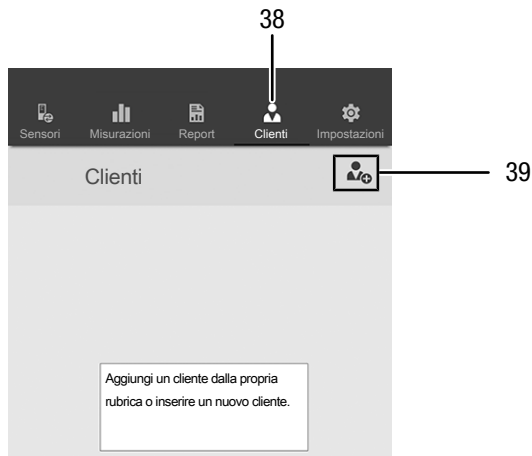 38
Sensori Misurazioni Report Clienti Impostazioni
Clienti
39
Aggiungi un cliente dalla propria
rubrica o inserire un nuovo cliente.